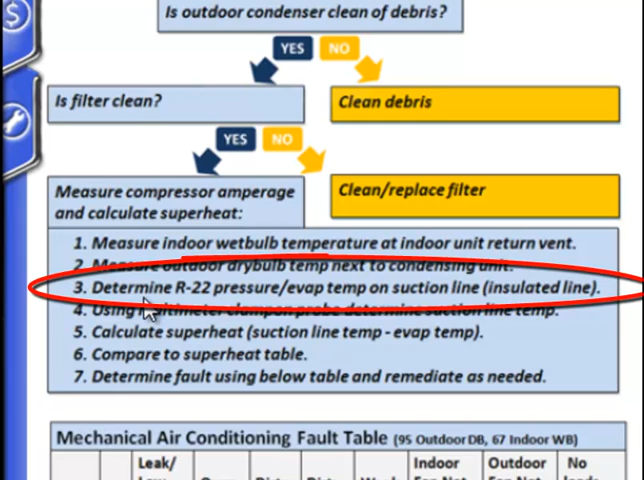 Is outdoor condenser clean of debris?
YES NO
Is filter clean?
Clean debris
YES NO
Measure compressor amperage
and calculate superheat:
Clean/replace filter
1. Measure indoor wetbulb temperature at indoor unit return vent.
2. Measure outdoor drybulb temp next to condensing unit.
3. Determine R-22 pressure/evap temp on suction line (insulated line).
4. Using multimeter clampon probe determine suction line temp.
5. Calculate superheat (suction line temp - evap temp).
6. Compare to superheat table.
7. Determine fault using below table and remediate as needed.
Mechanical Air Conditioning Fault Table (95 Outdoor DB, 67 Indoor WB)
Leak/ Indoor Outdoor No